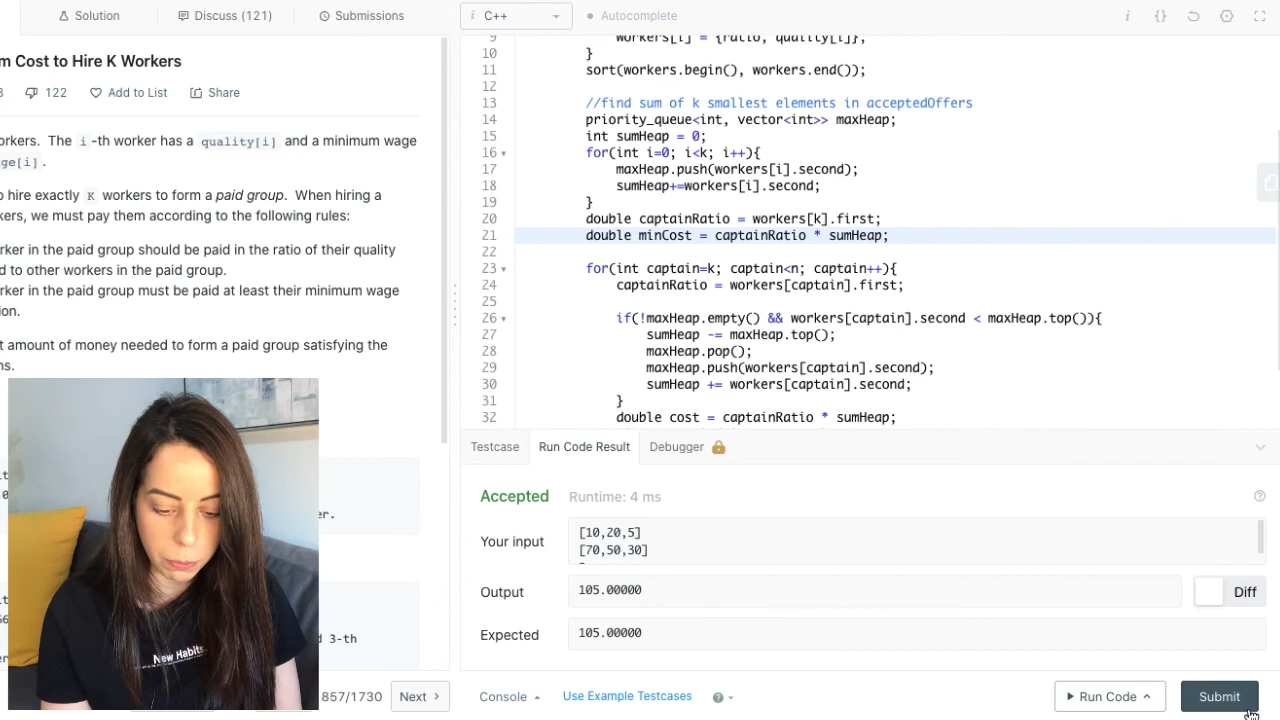 Solution
Discuss (121)
Submissions
i C++
Autocomplete
m Cost to Hire K Workers
122
Add to List
Share
orkers. The i -th worker has a quality[i] and a minimum wage
ge[i] .
o hire exactly K workers to form a paid group. When hiring a
kers, we must pay them according to the following rules:
rker in the paid group should be paid in the ratio of their quality
d to other workers in the paid group.
rker in the paid group must be paid at least their minimum wage
ion.
t amount of money needed to form a paid group satisfying the
s.
er.
d 3-th
New Habits
857/1730
Next >
9 workers[i] = {ratio, quality[i]};
10 }
11 sort(workers.begin(), workers.end());
12
13 //find sum of k smallest elements in acceptedOffers
14 priority_queue<int, vector<int>> maxHeap;
15 int sumHeap = 0;
16 for(int i=0; i<k; i++){
17 maxHeap.push(workers[i].second);
18 sumHeap+=workers[i].second;
19 }
20 double captainRatio = workers[k].first;
21 double minCost = captainRatio * sumHeap;
22
23 for(int captain=k; captain<n; captain++){
24 captainRatio = workers[captain].first;
25
26 if(!maxHeap.empty() && workers[captain].second < maxHeap.top()){
27 sumHeap -= maxHeap.top();
28 maxHeap.pop();
29 maxHeap.push(workers[captain].second);
30 sumHeap += workers[captain].second;
31 }
32 double cost = captainRatio * sumHeap;
Testcase
Run Code Result
Debugger
Accepted
Runtime: 4 ms
Your input
[10,20,5]
[70,50,30]
Output
105.00000
Diff
Expected
105.00000
Console
Use Example Testcases
Run Code
Submit